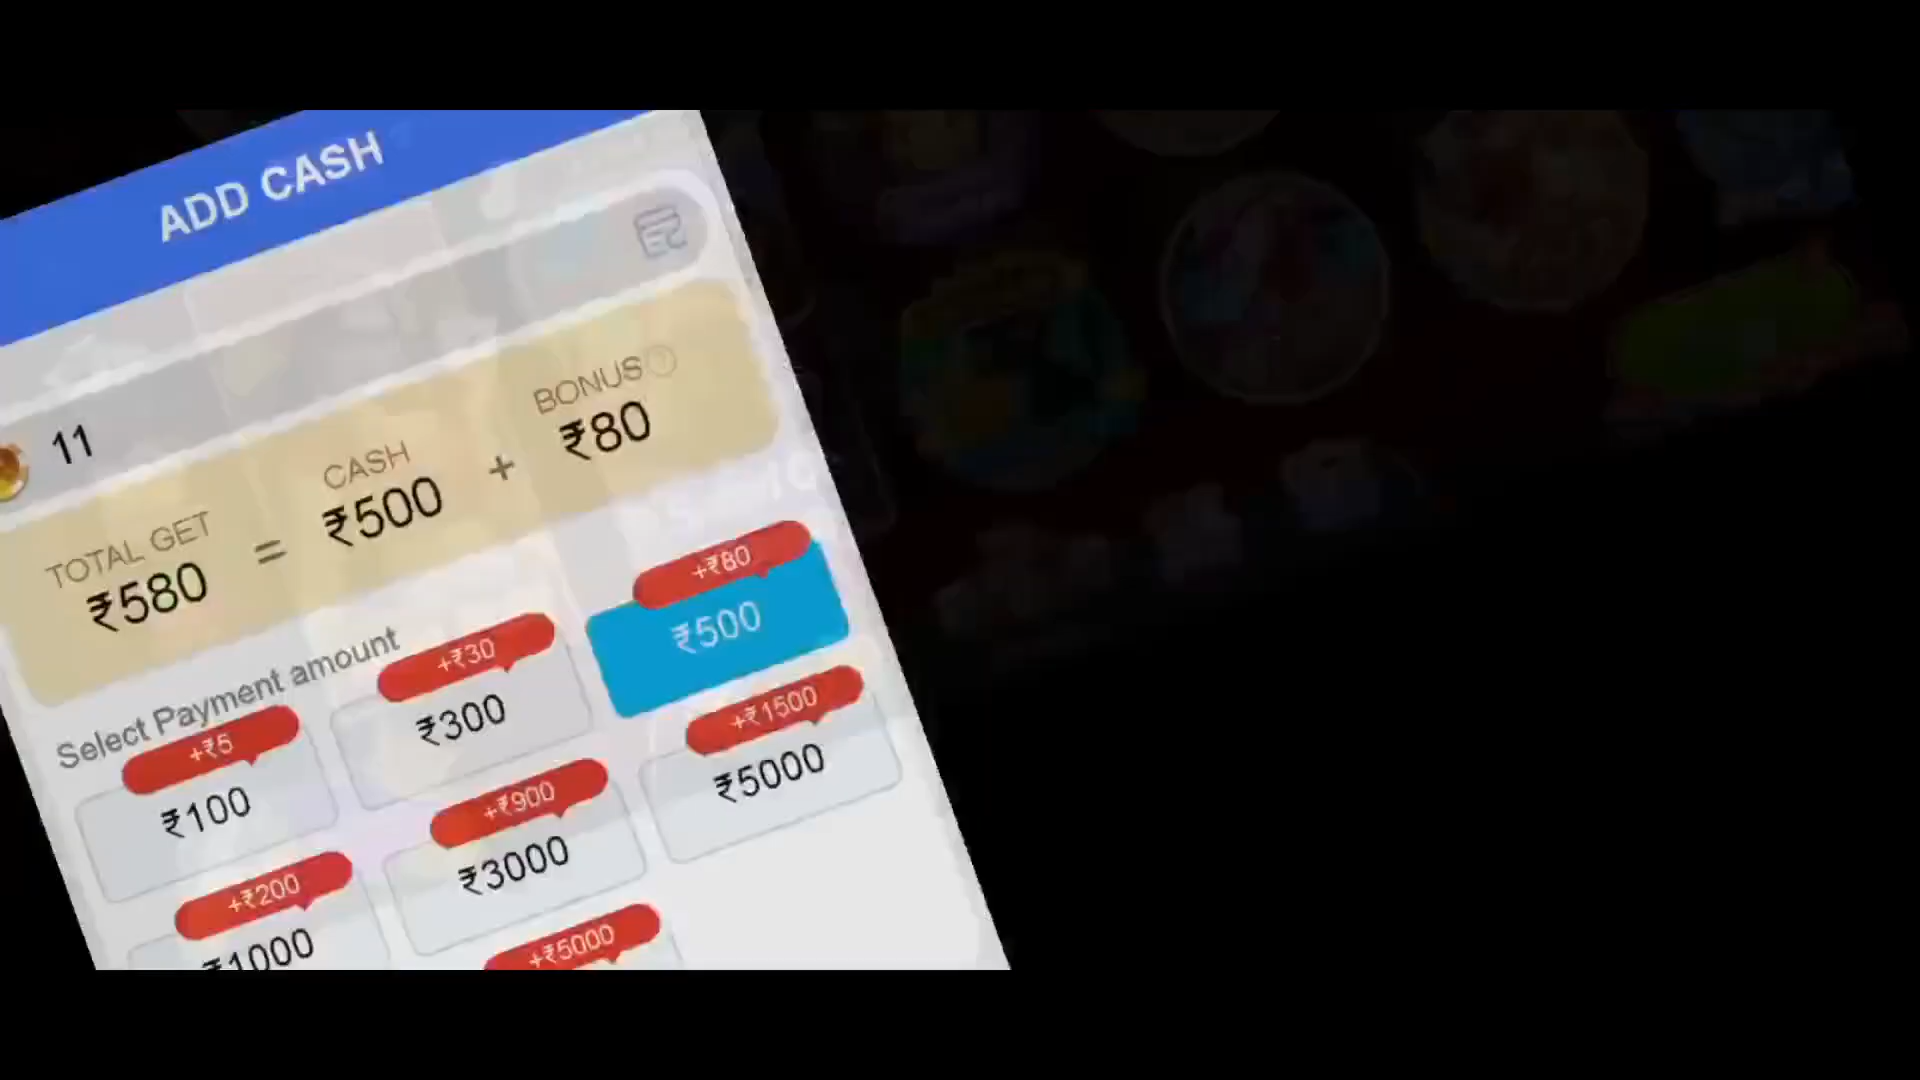 ADD CASH
11
TOTAL GET = CASH + BONUS
₹580 ₹500 ₹80
Select Payment amount
+₹5 +₹30 +₹80
₹100 ₹300 ₹500
+₹200 +₹900 +₹1500
₹1000 ₹3000 ₹5000
+₹5000